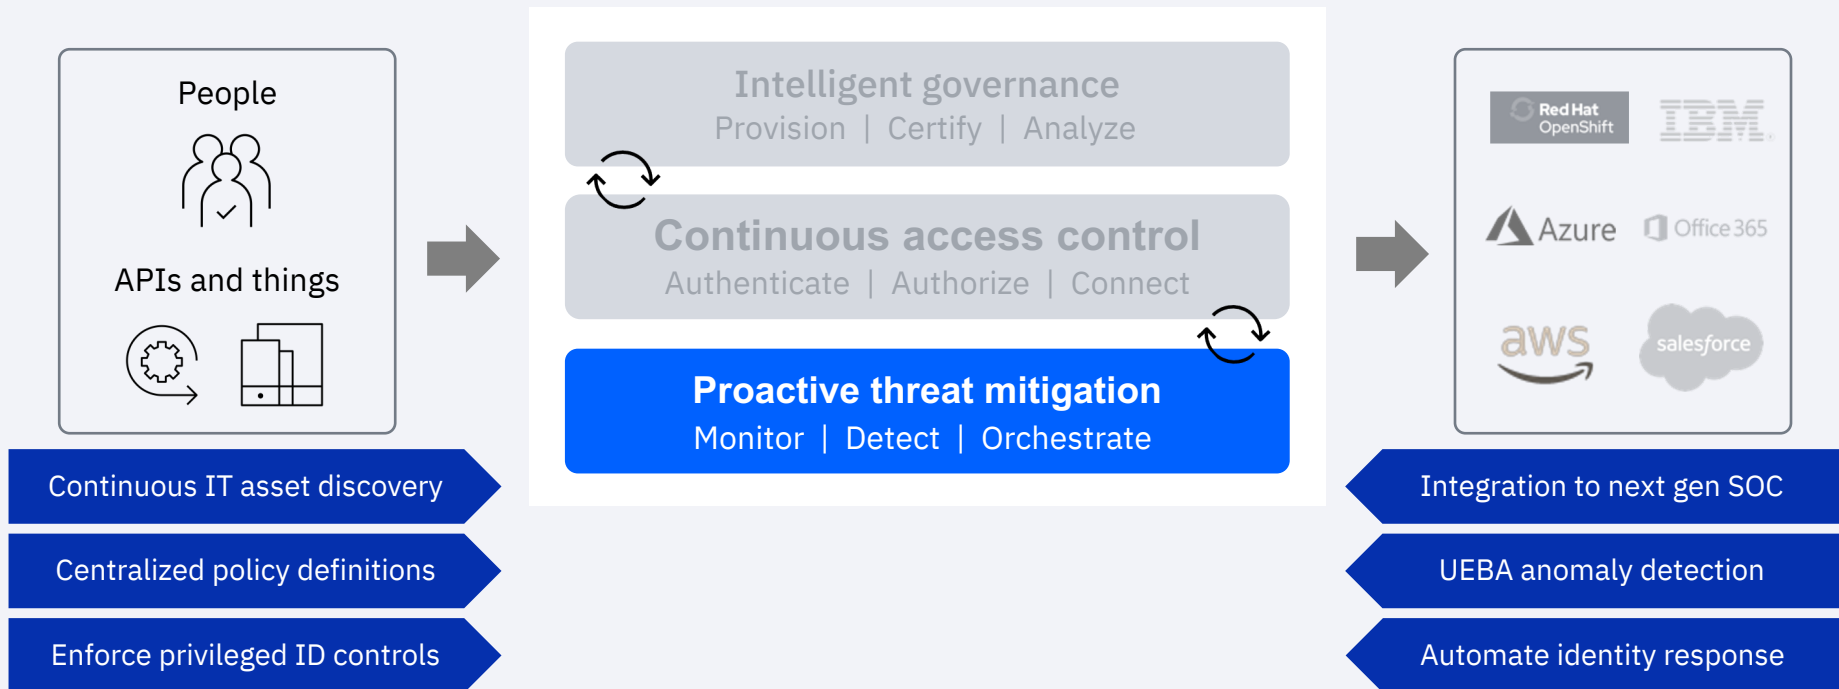 People
APIs and things
Continuous IT asset discovery
Centralized policy definitions
Enforce privileged ID controls
Intelligent governance
Provision | Certify | Analyze
Continuous access control
Authenticate | Authorize | Connect
Proactive threat mitigation
Monitor | Detect | Orchestrate
Red Hat
OpenShift
IBM®
Azure
Office 365
aws
salesforce
Integration to next gen SOC
UEBA anomaly detection
Automate identity response